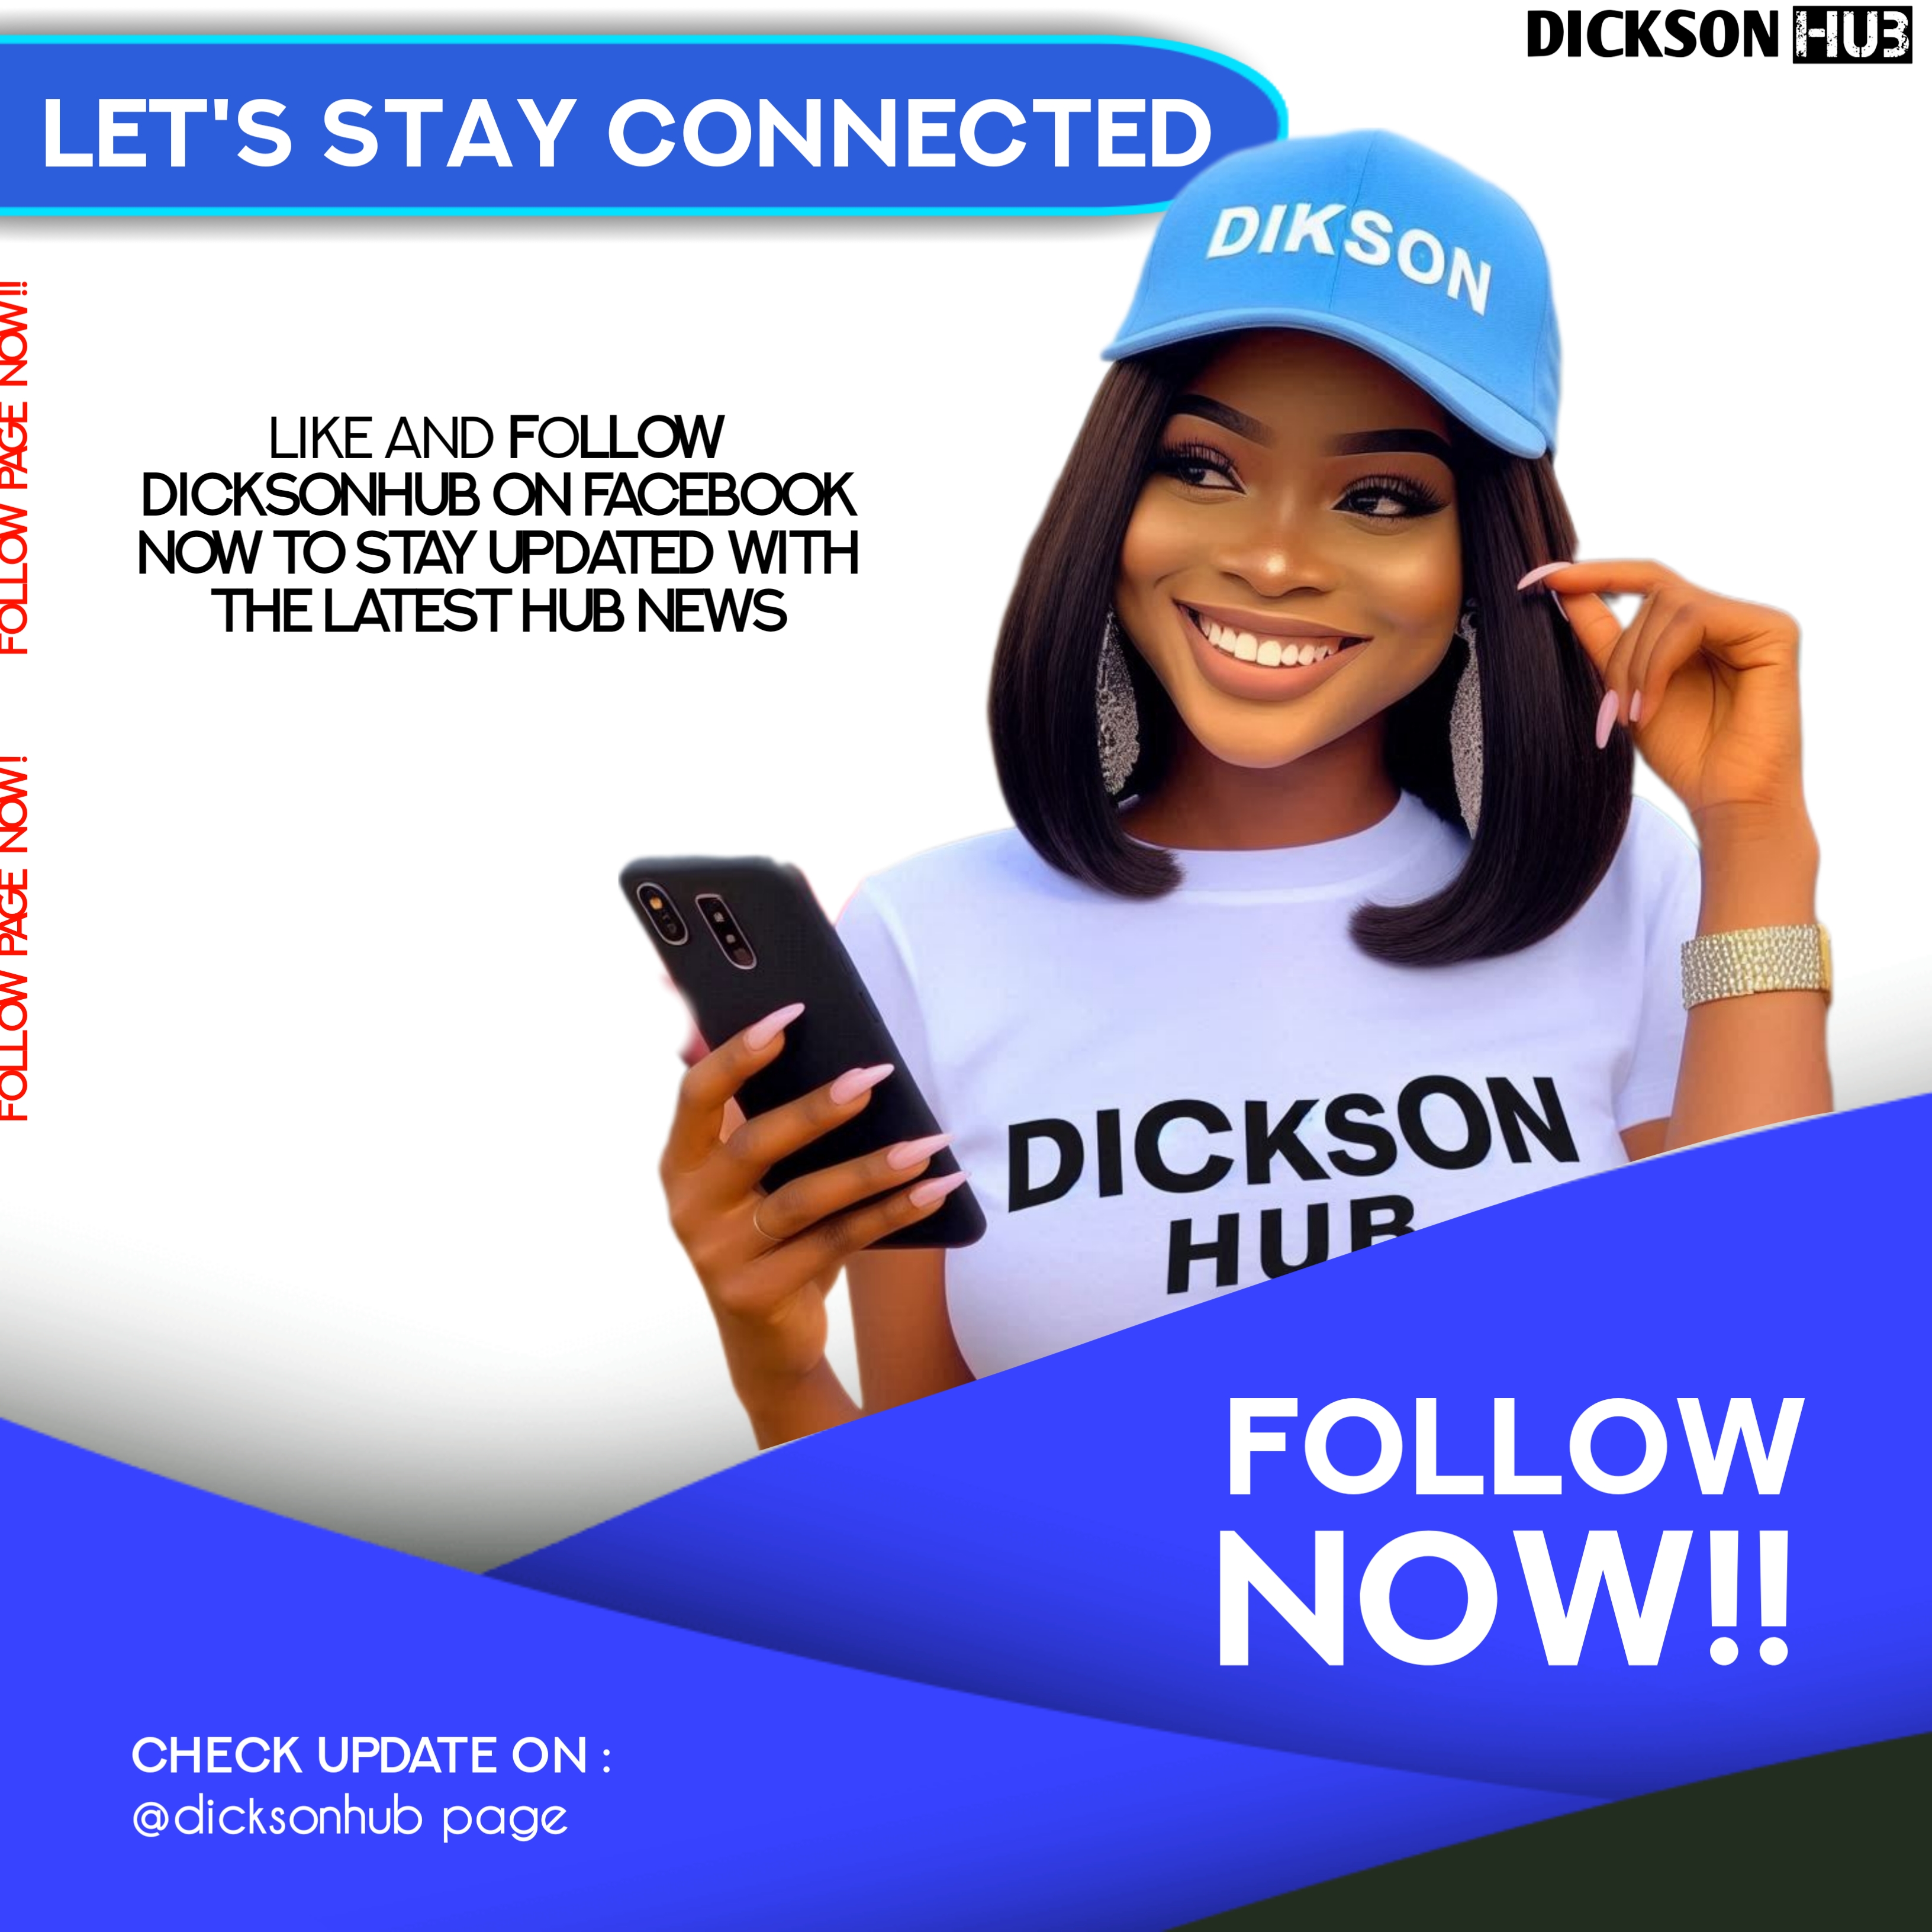 DICKSON HUB
LET'S STAY CONNECTED
DIKSON
FOLLOW PAGE NOW!!
FOLLOW PAGE NOW!
LIKE AND FOLLOW
DICKSONHUB ON FACEBOOK
NOW TO STAY UPDATED WITH
THE LATEST HUB NEWS
DICKSON
HUB
FOLLOW
NOW!!
CHECK UPDATE ON :
@dicksonhub page